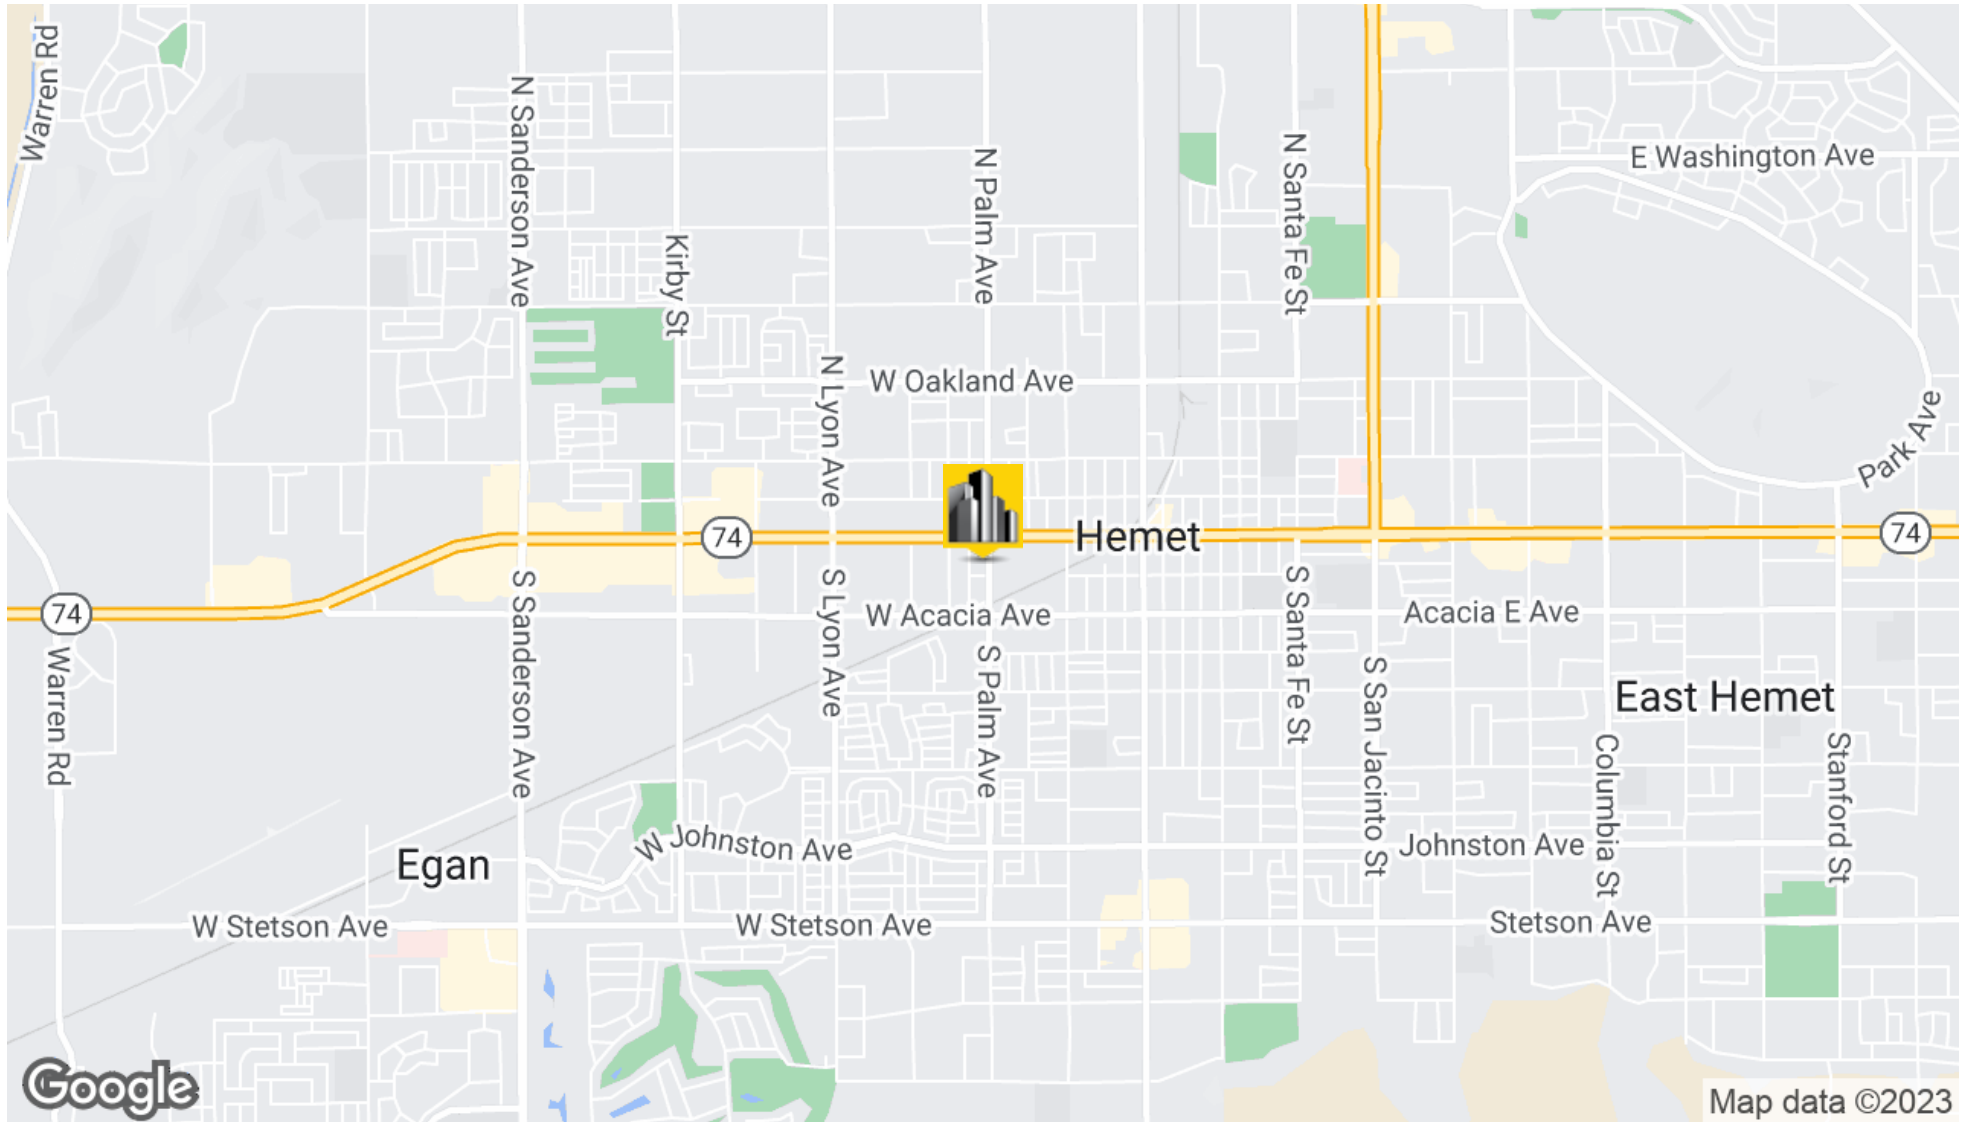 Warren Rd
N Sanderson Ave
Kirby St
N Palm Ave
N Santa Fe St
E Washington Ave
N Lyon Ave
W Oakland Ave
Park Ave
74
Hemet
74
74
S Sanderson Ave
S Lyon Ave
W Acacia Ave
S Santa Fe St
Acacia E Ave
Warren Rd
S Palm Ave
S San Jacinto St
East Hemet
Columbia St
Stanford St
Egan
W Johnston Ave
Johnston Ave
W Stetson Ave
W Stetson Ave
Stetson Ave
Google
Map data ©2023